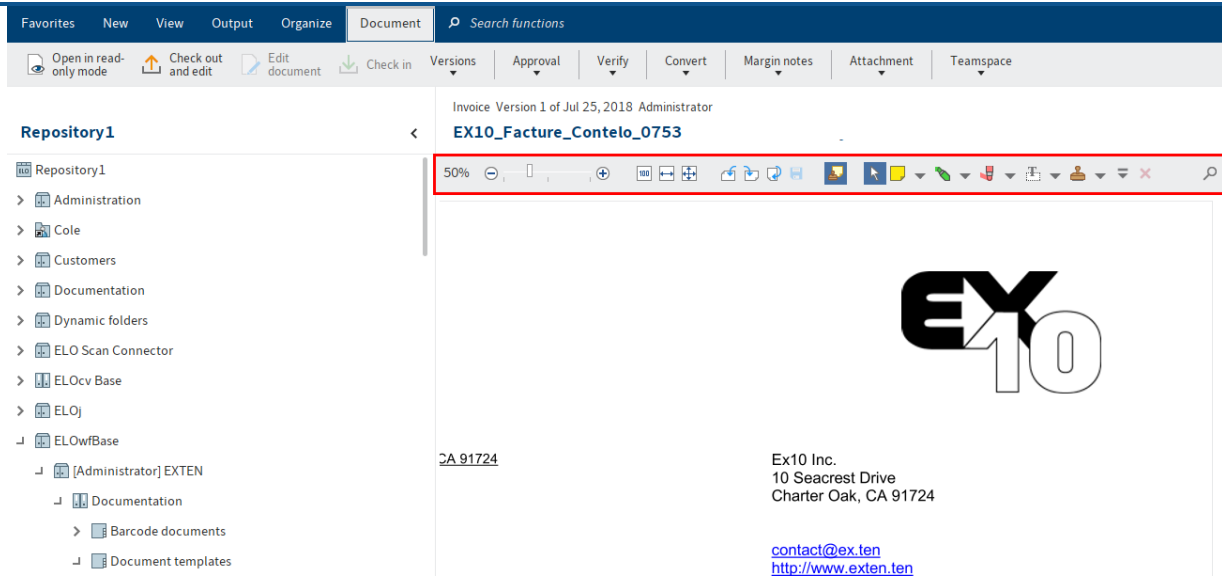 Favorites New View Output Organize Document Search functions
Open in read-only mode Check out and edit Edit document Check in Versions Approval Verify Convert Margin notes Attachment Teamspace
Invoice Version 1 of Jul 25, 2018 Administrator
Repository1
EX10_Facture_Contelo_0753
50% 100
Repository1
Administration
Cole
Customers
Documentation
Dynamic folders
ELO Scan Connector
ELOcv Base
ELOj
ELOwfBase
[Administrator] EXTEN
Documentation
Barcode documents
Document templates
EX10
CA 91724
Ex10 Inc.
10 Seacrest Drive
Charter Oak, CA 91724
contact@ex.ten
http://www.exten.ten